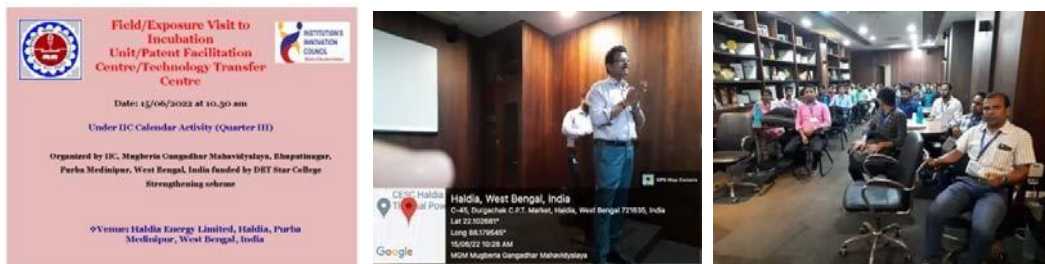 Field/Exposure Visit to
Incubation
Unit/Patent Facilitation
Centre/Technology Transfer
Centre
INSTITUTION'S
INNOVATION
COUNCIL
Date: 15/06/2022 at 10.30 am
Under IIC Calendar Activity (Quarter III)
Organized by IIC, Mugberia Gangadhar Mahavidyalaya, Bhupatinagar,
Purba Medinipur, West Bengal, India funded by DBT Star College
Strengthening scheme
❖Venue: Haldia Energy Limited, Haldia, Purba
Medinipur, West Bengal, India
GPS Map Camera
CESC Haldia
Google
Haldia, West Bengal, India
C-45, Durgachak C.P.T. Market, Haldia, West Bengal 721635, India
Lat 22.102681°
Long 88.179545°
15/06/22 10:28 AM
MGM Mugberia Gangadhar Mahavidyalaya